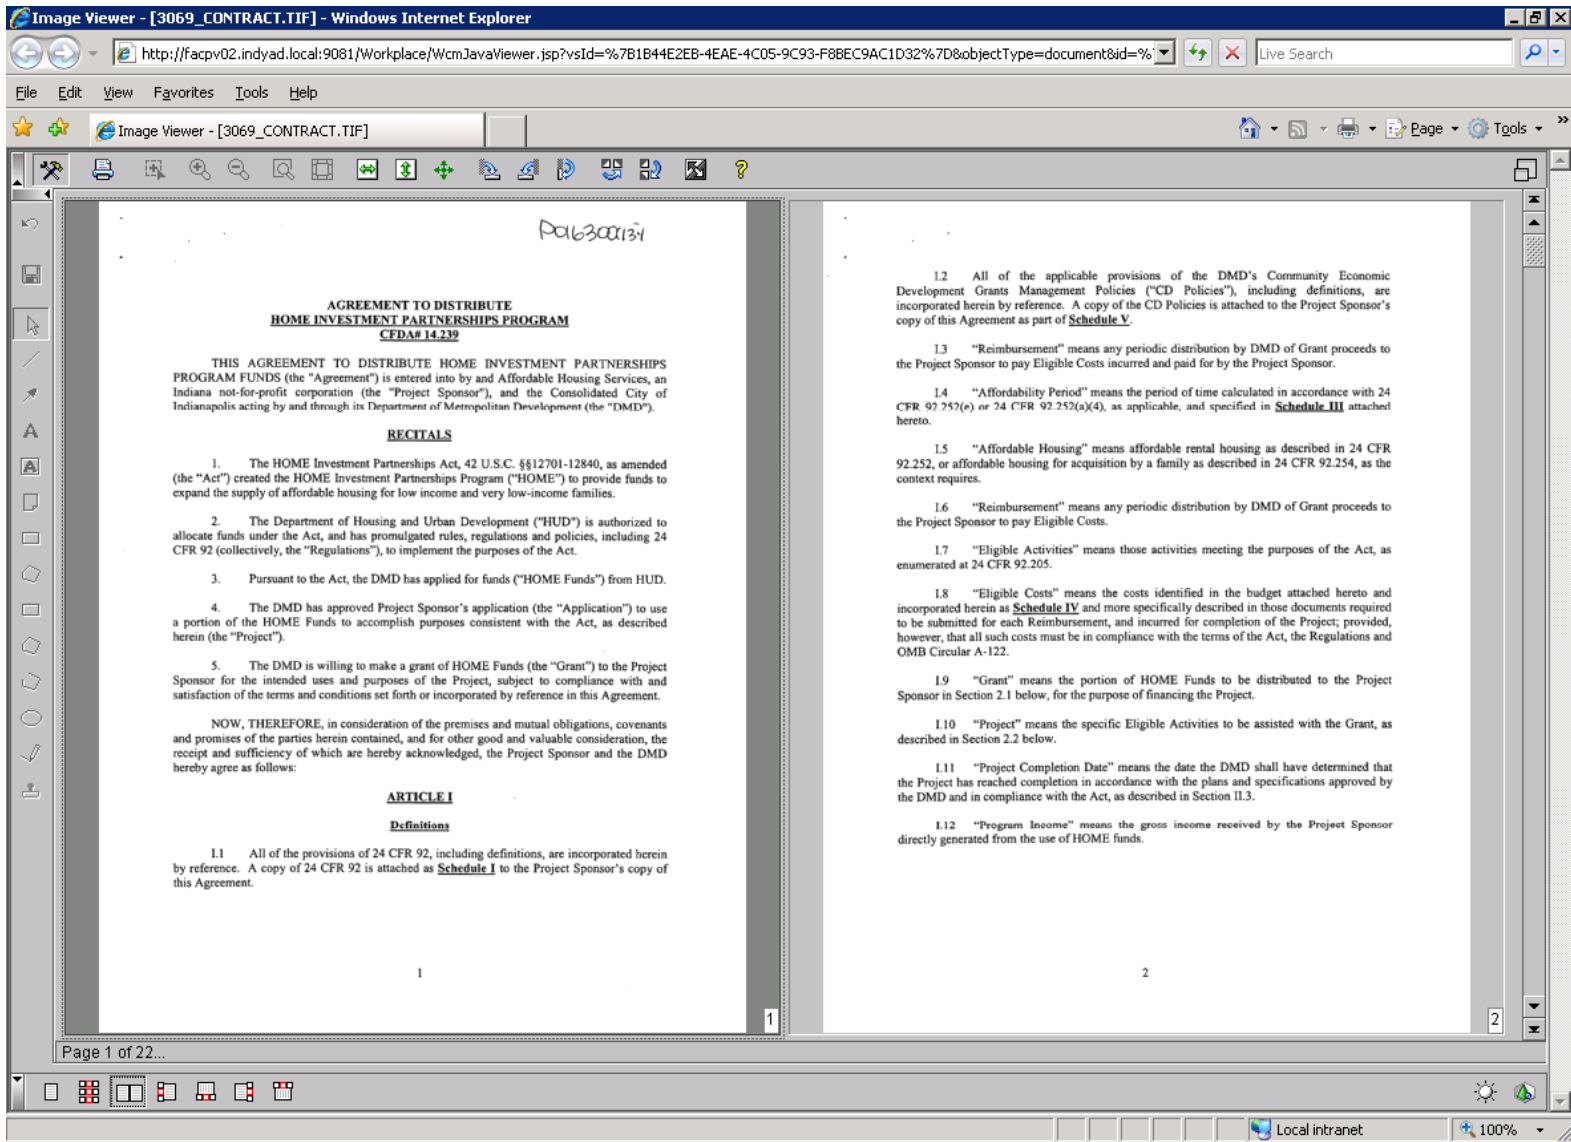 Image Viewer - [3069_CONTRACT.TIF] - Windows Internet Explorer
http://facpv02.indyad.local:9081/Workplace/WcmJavaViewer.jsp?vsId=%7B1B44E2EB-4EAE-4C05-9C93-F8BEC9AC1D32%7D&objectType=document&id=%
Live Search
File Edit View Favorites Tools Help
Image Viewer - [3069_CONTRACT.TIF]
Page Tools
AGREEMENT TO DISTRIBUTE
HOME INVESTMENT PARTNERSHIPS PROGRAM
CFDA# 14.239
THIS AGREEMENT TO DISTRIBUTE HOME INVESTMENT PARTNERSHIPS
PROGRAM FUNDS (the "Agreement") is entered into by and Affordable Housing Services, an
Indiana not-for-profit corporation (the "Project Sponsor"), and the Consolidated City of
Indianapolis acting by and through its Department of Metropolitan Development (the "DMD").
RECITALS
1. The HOME Investment Partnerships Act, 42 U.S.C. §§12701-12840, as amended
(the “Act”) created the HOME Investment Partnerships Program (“HOME”) to provide funds to
expand the supply of affordable housing for low income and very low-income families.
2. The Department of Housing and Urban Development ("HUD") is authorized to
allocate funds under the Act, and has promulgated rules, regulations and policies, including 24
CFR 92 (collectively, the “Regulations”), to implement the purposes of the Act.
3. Pursuant to the Act, the DMD has applied for funds (“HOME Funds”) from HUD.
4. The DMD has approved Project Sponsor’s application (the “Application”) to use
a portion of the HOME Funds to accomplish purposes consistent with the Act, as described
herein (the “Project”).
5. The DMD is willing to make a grant of HOME Funds (the “Grant”) to the Project
Sponsor for the intended uses and purposes of the Project, subject to compliance with and
satisfaction of the terms and conditions set forth or incorporated by reference in this Agreement.
NOW, THEREFORE, in consideration of the premises and mutual obligations, covenants
and promises of the parties herein contained, and for other good and valuable consideration, the
receipt and sufficiency of which are hereby acknowledged, the Project Sponsor and the DMD
hereby agree as follows:
ARTICLE I
Definitions
I.1 All of the provisions of 24 CFR 92, including definitions, are incorporated herein
by reference. A copy of 24 CFR 92 is attached as Schedule I to the Project Sponsor’s copy of
this Agreement.
1
1
I.2 All of the applicable provisions of the DMD’s Community Economic
Development Grants Management Policies (“CD Policies”), including definitions, are
incorporated herein by reference. A copy of the CD Policies is attached to the Project Sponsor’s
copy of this Agreement as part of Schedule V.
I.3 “Reimbursement” means any periodic distribution by DMD of Grant proceeds to
the Project Sponsor to pay Eligible Costs incurred and paid for by the Project Sponsor.
I.4 “Affordability Period” means the period of time calculated in accordance with 24
CFR 92.252(e) or 24 CFR 92.252(a)(4), as applicable, and specified in Schedule III attached
hereto.
I.5 “Affordable Housing” means affordable rental housing as described in 24 CFR
92.252, or affordable housing for acquisition by a family as described in 24 CFR 92.254, as the
context requires.
I.6 “Reimbursement” means any periodic distribution by DMD of Grant proceeds to
the Project Sponsor to pay Eligible Costs.
I.7 “Eligible Activities” means those activities meeting the purposes of the Act, as
enumerated at 24 CFR 92.205.
I.8 “Eligible Costs” means the costs identified in the budget attached hereto and
incorporated herein as Schedule IV and more specifically described in those documents required
to be submitted for each Reimbursement, and incurred for completion of the Project; provided,
however, that all such costs must be in compliance with the terms of the Act, the Regulations and
OMB Circular A-122.
I.9 “Grant” means the portion of HOME Funds to be distributed to the Project
Sponsor in Section 2.1 below, for the purpose of financing the Project.
I.10 “Project” means the specific Eligible Activities to be assisted with the Grant, as
described in Section 2.2 below.
I.11 “Project Completion Date” means the date the DMD shall have determined that
the Project has reached completion in accordance with the plans and specifications approved by
the DMD and in compliance with the Act, as described in Section II.3.
I.12 “Program Income” means the gross income received by the Project Sponsor
directly generated from the use of HOME funds.
2
2
Page 1 of 22...
Local intranet
100%